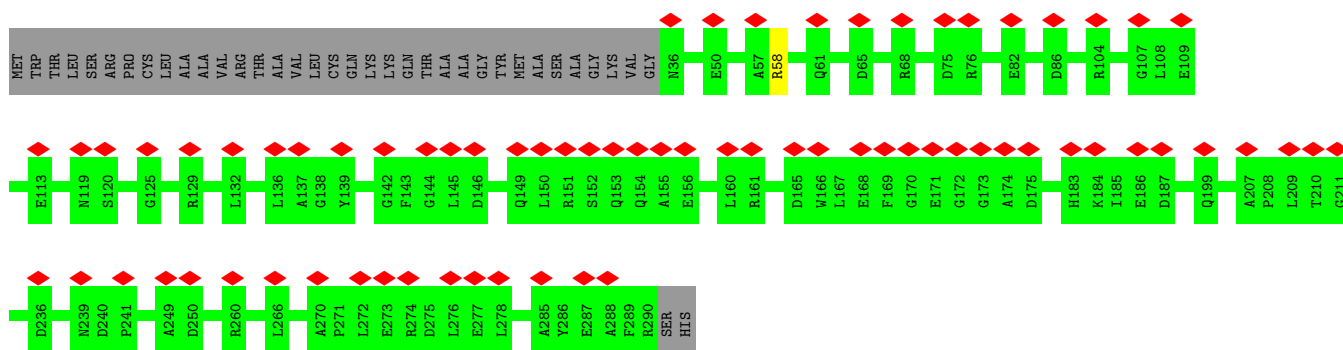 MET TRP THR LEU SER ARG PRO CYS LEU ALA ALA VAL ARG THR ALA VAL LEU CYS GLN LYS LYS GLN THR ALA ALA GLY TYR MET ALA SER ALA GLY LYS VAL GLY N36 E50 A57 R58 Q61 D65 R68 D75 R76 E82 D86 R104 G107 L108 E109
E113 N119 S120 G125 R129 L132 L136 A137 G138 Y139 G142 F143 G144 L145 D146 Q149 L150 R151 S152 Q153 Q154 A155 E156 L160 R161 D165 W166 L167 E168 F169 G170 E171 G172 G173 A174 D175 H183 K184 I185 E186 D187 Q199 A207 P208 L209 T210 G211
D236 N239 D240 P241 A249 D250 R260 L266 A270 P271 L272 E273 R274 D275 L276 E277 L278 A285 Y286 E287 A288 F289 R290 SER HIS